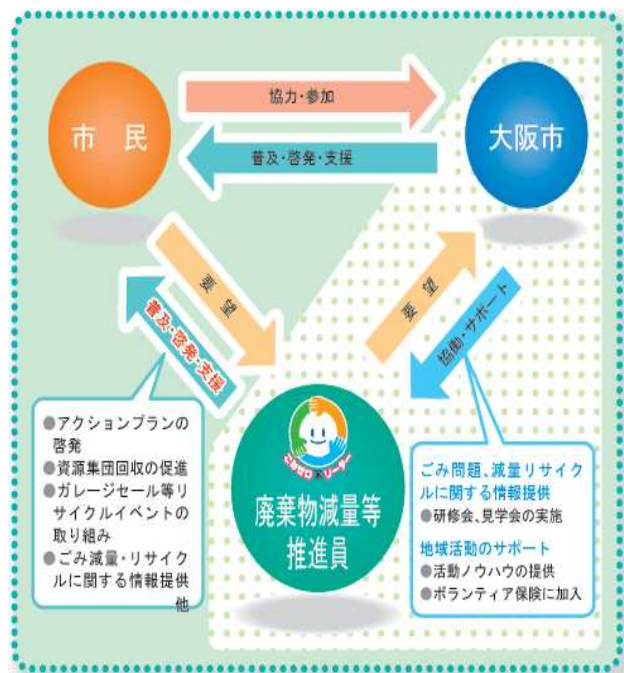 市 民
大阪市
協力・参加
普及・啓発・支援
要 望
普及・啓発・支援
要 望
協働・サポート
●アクションプランの
啓発
●資源集団回収の促進
●ガレージセール等リ
サイクルイベントの
取り組み
●ごみ減量・リサイク
ルに関する情報提供
他
ごみゼロ リーダー
廃棄物減量等
推進員
ごみ問題、減量リサイク
ルに関する情報提供
●研修会、見学会の実施
地域活動のサポート
●活動ノウハウの提供
●ボランティア保険に加入